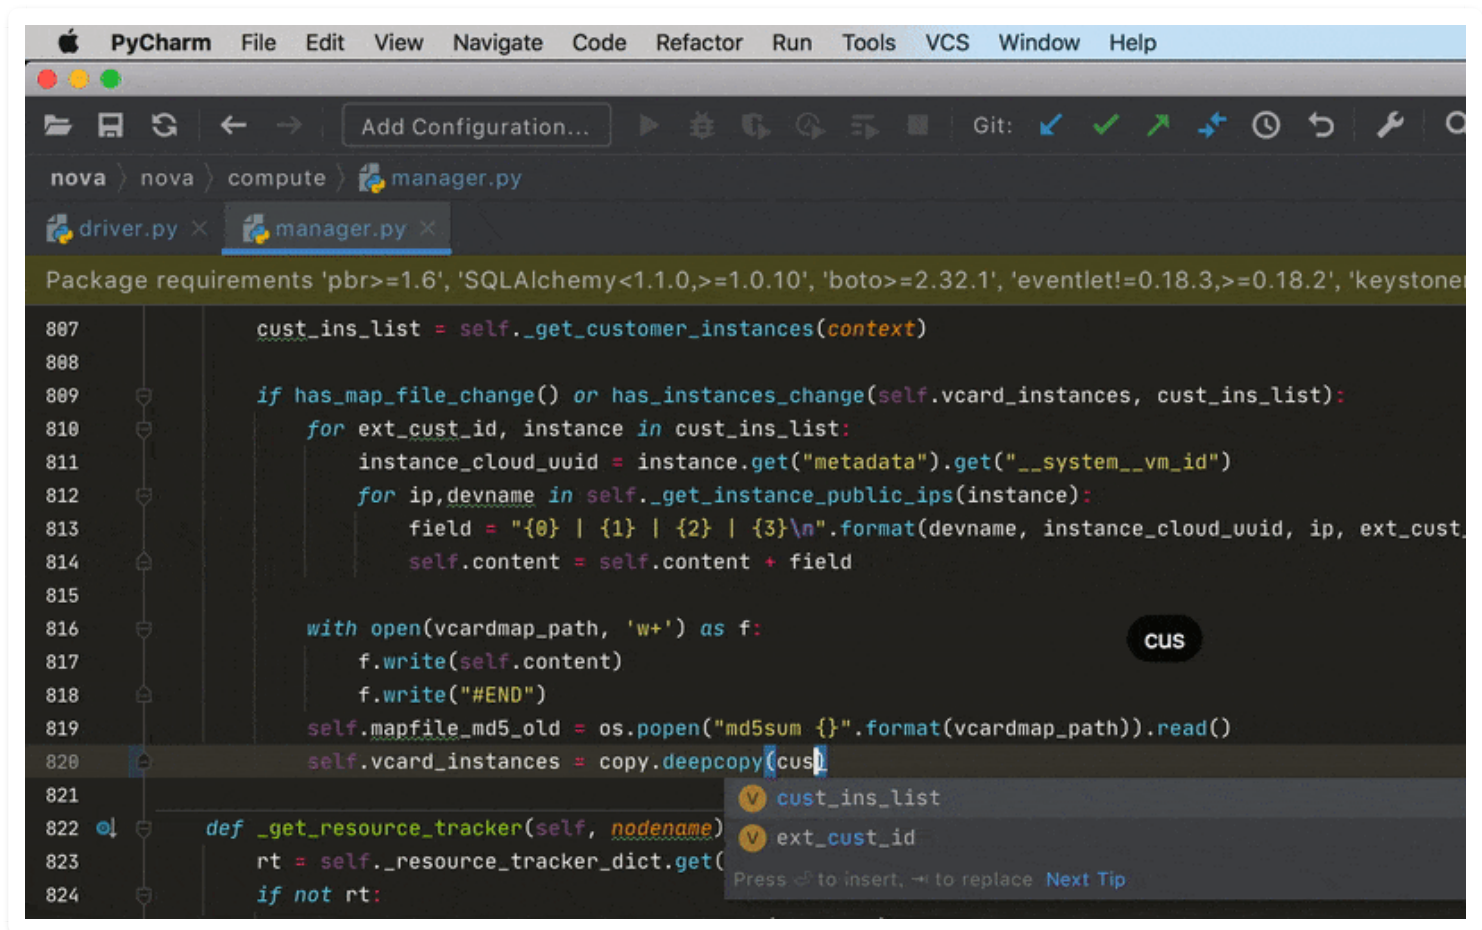 PyCharm File Edit View Navigate Code Refactor Run Tools VCS Window Help
Add Configuration... Git:
nova nova compute manager.py
driver.py manager.py
Package requirements 'pbr>=1.6', 'SQLAlchemy<1.1.0,>=1.0.10', 'boto>=2.32.1', 'eventlet!=0.18.3,>=0.18.2', 'keystone
807 cust_ins_list = self._get_customer_instances(context)
808
809 if has_map_file_change() or has_instances_change(self.vcard_instances, cust_ins_list):
810 for ext_cust_id, instance in cust_ins_list:
811 instance_cloud_uuid = instance.get("metadata").get("__system__vm_id")
812 for ip,devname in self._get_instance_public_ips(instance):
813 field = "{0} | {1} | {2} | {3}\n".format(devname, instance_cloud_uuid, ip, ext_cust_
814 self.content = self.content + field
815
816 with open(vcardmap_path, 'w+') as f:
cus
817 f.write(self.content)
818 f.write("#END")
819 self.mapfile_md5_old = os.popen("md5sum {}".format(vcardmap_path)).read()
820 self.vcard_instances = copy.deepcopy(cus)
821
cust_ins_list
822 def _get_resource_tracker(self, nodename)
ext_cust_id
823 rt = self._resource_tracker_dict.get(
Press ⏎ to insert, ⇥ to replace Next Tip
824 if not rt: